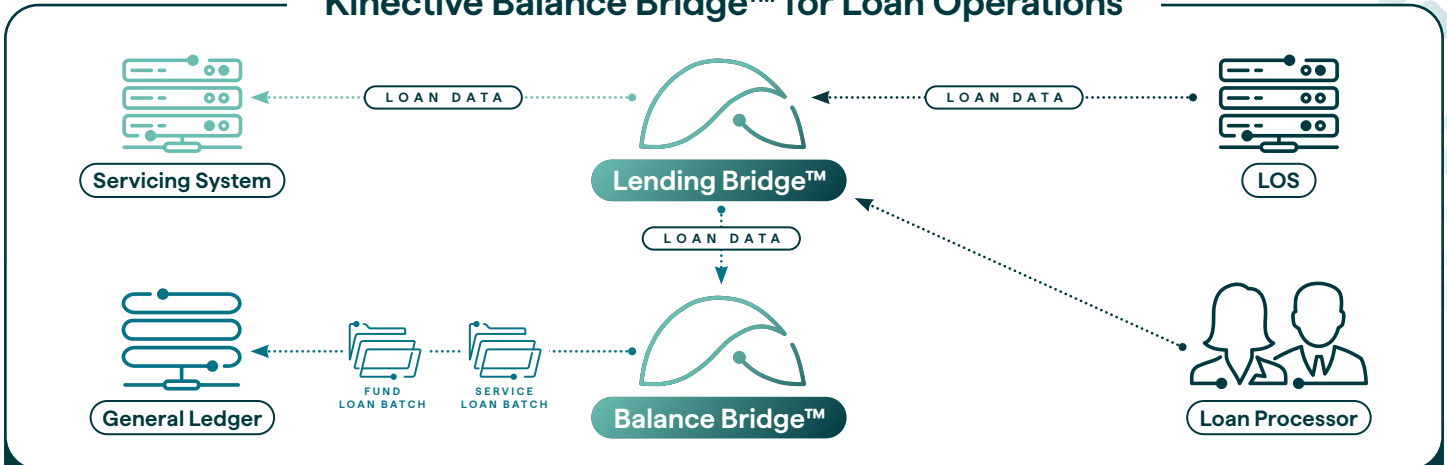 Kinective Balance Bridge™ for Loan Operations
LOAN DATA
LOAN DATA
Servicing System
Lending Bridge™
LOS
LOAN DATA
FUND
LOAN BATCH
SERVICE
LOAN BATCH
General Ledger
Balance Bridge™
Loan Processor